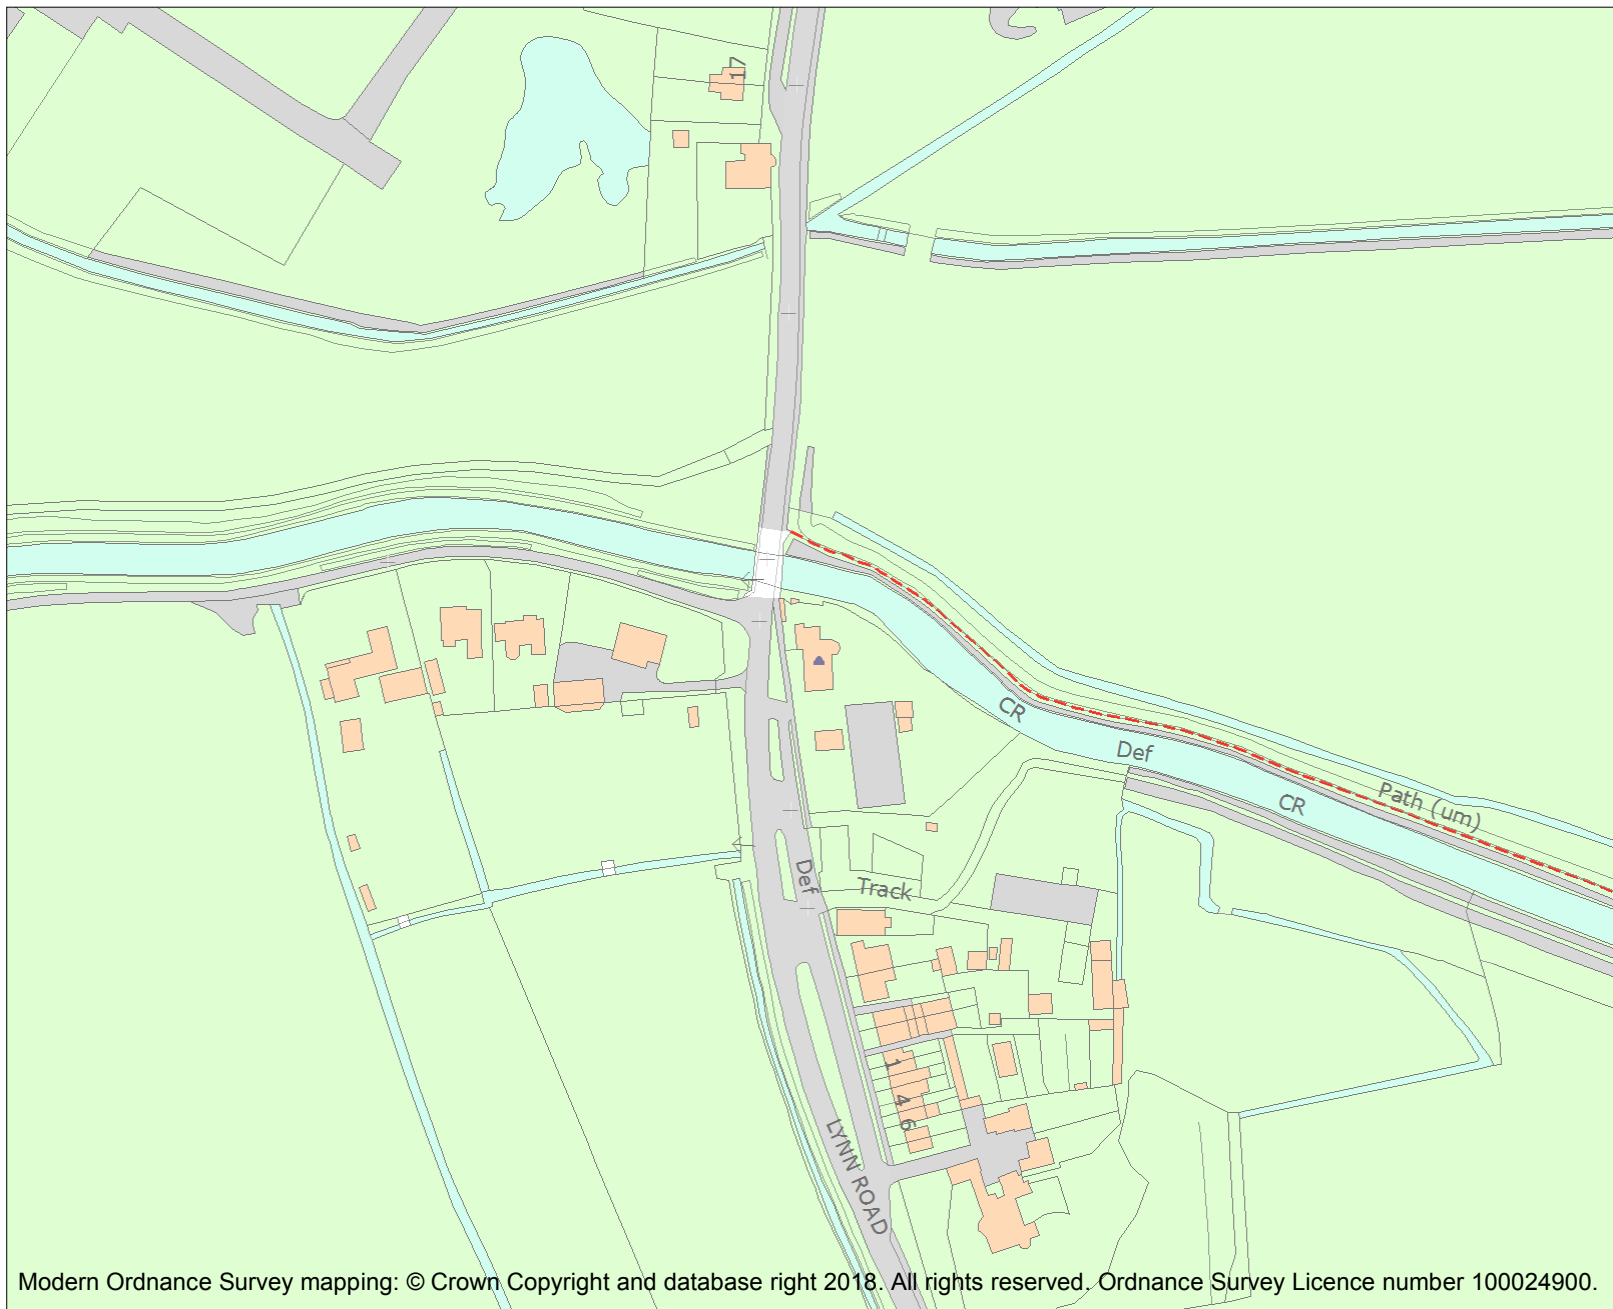 17
CR
Def
CR
Path (um)
Def
Track
1
4
6
LYNN ROAD
Modern Ordnance Survey mapping: © Crown Copyright and database right 2018. All rights reserved. Ordnance Survey Licence number 100024900.